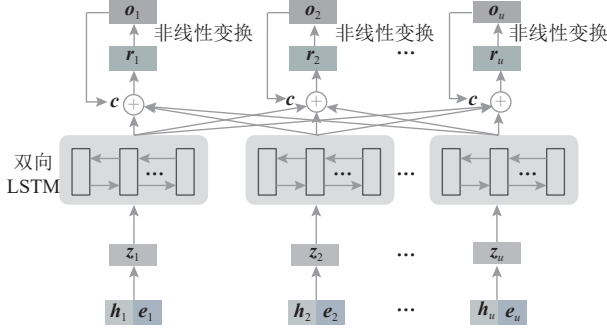 o1 非线性变换 o2 非线性变换 ou 非线性变换
r1 r2 ... ru
c + c + c +
双向
LSTM
... ... ... ...
z1 z2 ... zu
h1 e1 h2 e2 ... hu eu